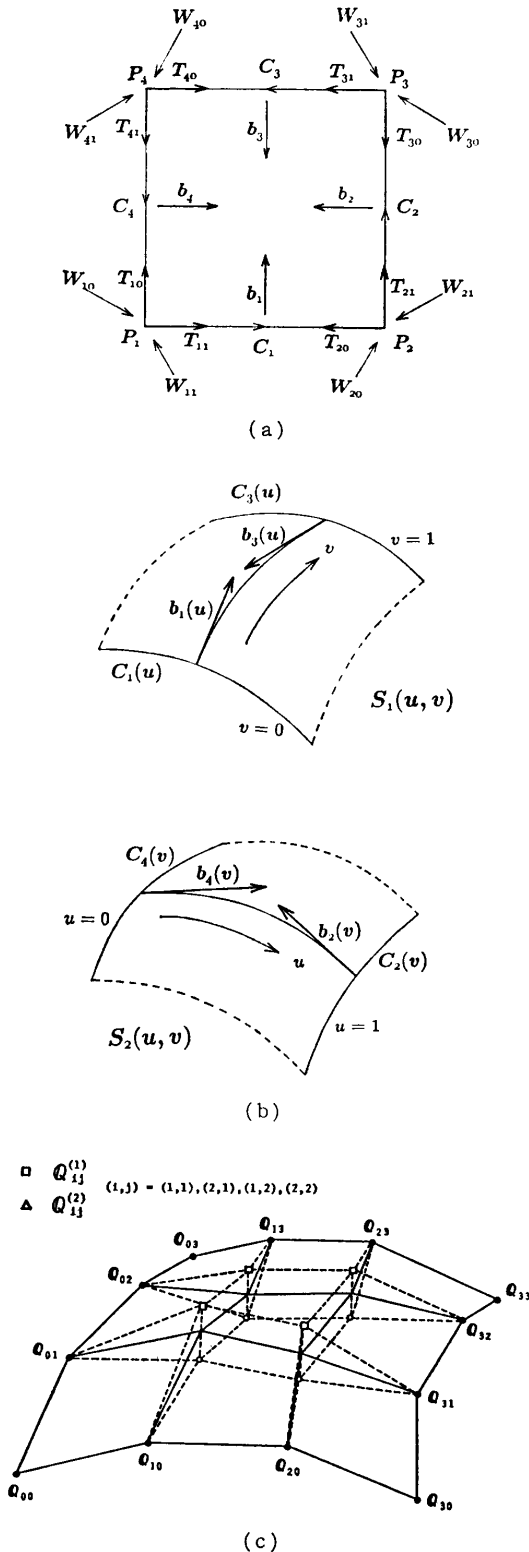 W₄₀ W₃₁
P₄ T₄₀ C₃ T₃₁ P₃
W₄₁ T₄₁ b₃ T₃₀ W₃₀
C₄ b₄ b₂ C₂
W₁₀ T₁₀ b₁ T₂₁ W₂₁
P₁ T₁₁ C₁ T₂₀ P₂
W₁₁ W₂₀
(a)
C₃(u)
b₃(u) v = 1
v
b₁(u)
C₁(u) S₁(u, v)
v = 0
C₄(v)
b₄(v)
u = 0 b₂(v)
u C₂(v)
S₂(u, v) u = 1
(b)
□ Q⁽¹⁾ᵢⱼ
(i,j) = (1,1),(2,1),(1,2),(2,2)
△ Q⁽²⁾ᵢⱼ
Q₁₃ Q₂₃
Q₀₃
Q₀₂ Q₃₃
Q₃₂
Q₀₁
Q₃₁
Q₁₀ Q₂₀
Q₀₀ Q₃₀
(c)